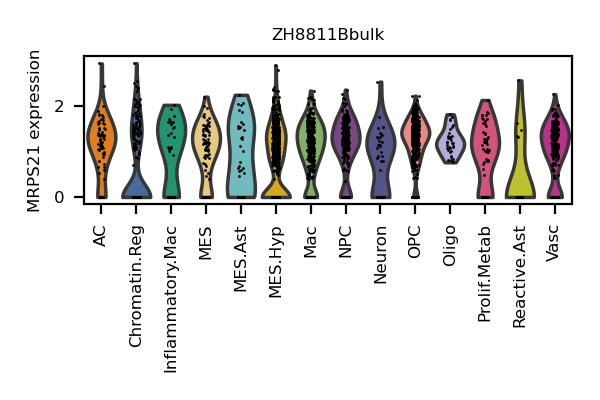 ZH8811Bbulk
MRPS21 expression
2
0
AC
Chromatin.Reg
Inflammatory.Mac
MES
MES.Ast
MES.Hyp
Mac
NPC
Neuron
OPC
Oligo
Prolif.Metab
Reactive.Ast
Vasc